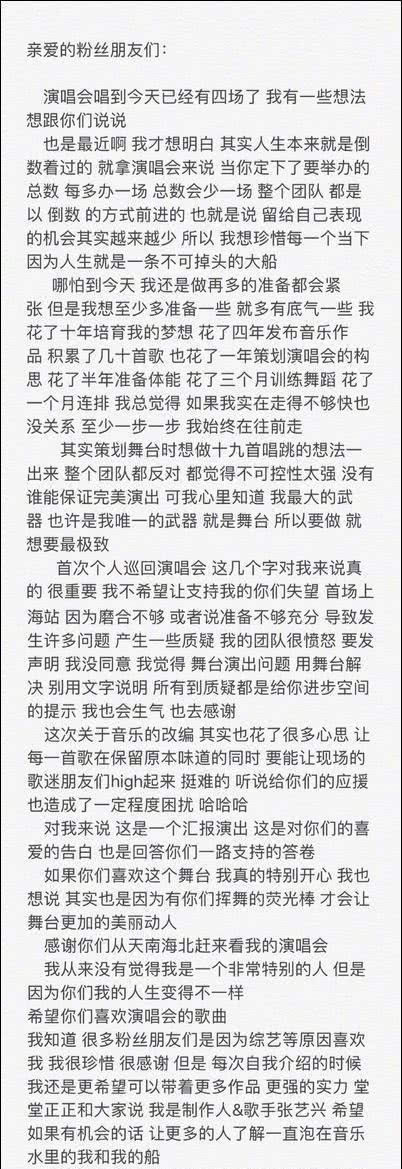 亲爱的粉丝朋友们：
演唱会唱到今天已经有四场了 我有一些想法
想跟你们说说
也是最近啊 我才想明白 其实人生本来就是倒
数着过的 就拿演唱会来说 当你定下了要举办的
总数 每多办一场 总数会少一场 整个团队 都是
以 倒数 的方式前进的 也就是说 留给自己表现
的机会其实越来越少 所以 我想珍惜每一个当下
因为人生就是一条不可掉头的大船
哪怕到今天 我还是做再多的准备都会紧
张 但是我想至少多准备一些 就多有底气一些 我
花了十年培育我的梦想 花了四年发布音乐作
品 积累了几十首歌 也花了一年策划演唱会的构
思 花了半年准备体能 花了三个月训练舞蹈 花了
一个月连排 我总觉得 如果我实在走得不够快也
没关系 至少一步一步 我始终在往前走
其实策划舞台时想做十九首唱跳的想法一
出来 整个团队都反对 都觉得不可控性太强 没有
谁能保证完美演出 可我心里知道 我最大的武
器 也许是我唯一的武器 就是舞台 所以要做 就
想要最极致
首次个人巡回演唱会 这几个字对我来说真
的 很重要 我不希望让支持我的你们失望 首场上
海站 因为磨合不够 或者说准备不够充分 导致发
生许多问题 产生一些质疑 我的团队很愤怒 要发
声明 我没同意 我觉得 舞台演出问题 用舞台解
决 别用文字说明 所有到质疑都是给你进步空间
的提示 我也会生气 也去感谢
这次关于音乐的改编 其实也花了很多心思 让
每一首歌在保留原本味道的同时 要能让现场的
歌迷朋友们high起来 挺难的 听说给你们的应援
也造成了一定程度困扰 哈哈哈
对我来说 这是一个汇报演出 这是对你们的喜
爱的告白 也是回答你们一路支持的答卷
如果你们喜欢这个舞台 我真的特别开心 我也
想说 其实也是因为有你们挥舞的荧光棒 才会让
舞台更加的美丽动人
感谢你们从天南海北赶来看我的演唱会
我从来没有觉得我是一个非常特别的人 但是
因为你们我的人生变得不一样
希望你们喜欢演唱会的歌曲
我知道 很多粉丝朋友们是因为综艺等原因喜欢
我 我很珍惜 很感谢 但是 每次自我介绍的时候
我还是更希望可以带着更多作品 更强的实力 堂
堂正正和大家说 我是制作人&歌手张艺兴 希望
如果有机会的话 让更多的人了解一直泡在音乐
水里的我和我的船